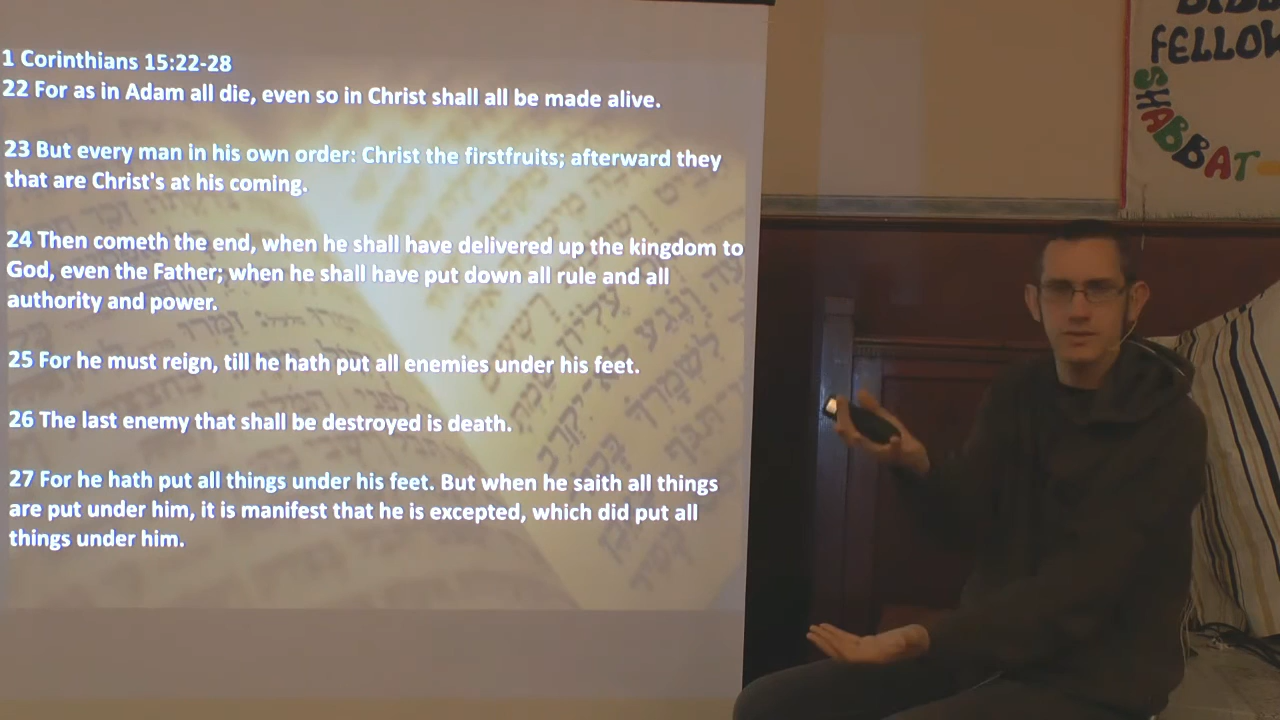 1 Corinthians 15:22-28
22 For as in Adam all die, even so in Christ shall all be made alive.
23 But every man in his own order: Christ the firstfruits; afterward they
that are Christ's at his coming.
24 Then cometh the end, when he shall have delivered up the kingdom to
God, even the Father; when he shall have put down all rule and all
authority and power.
25 For he must reign, till he hath put all enemies under his feet.
26 The last enemy that shall be destroyed is death.
27 For he hath put all things under his feet. But when he saith all things
are put under him, it is manifest that he is excepted, which did put all
things under him.
SHABBAT